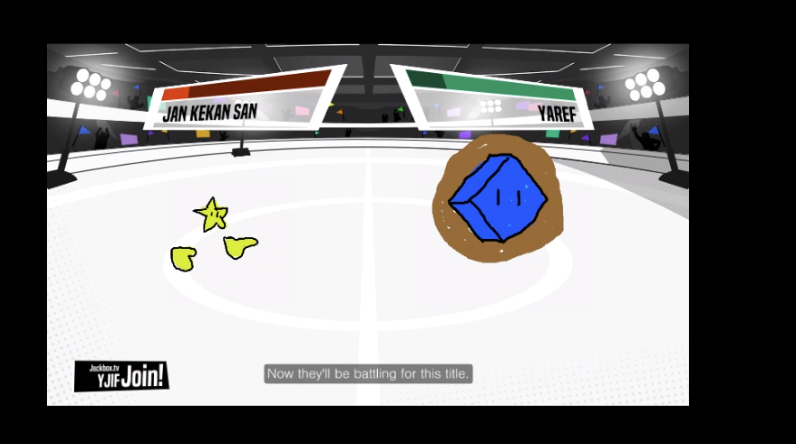 JAN KEKAN SAN
YAREF
Jackbox.tv
YJIF Join!
Now they'll be battling for this title.